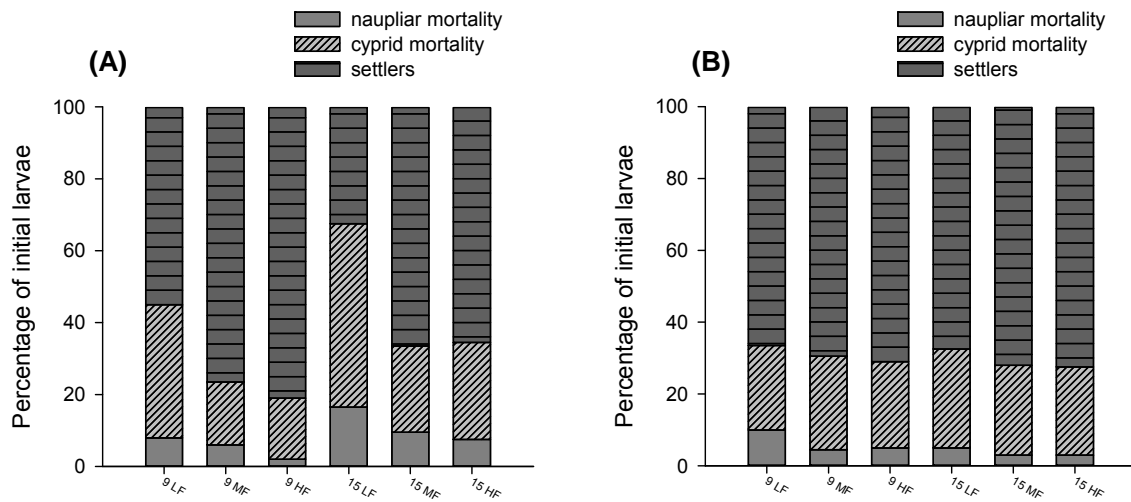 (A)
naupliar mortality
cyprid mortality
settlers
Percentage of initial larvae
100
80
60
40
20
0
9 LF
9 MF
9 HF
15 LF
15 MF
15 HF
(B)
naupliar mortality
cyprid mortality
settlers
Percentage of initial larvae
100
80
60
40
20
0
9 LF
9 MF
9 HF
15 LF
15 MF
15 HF